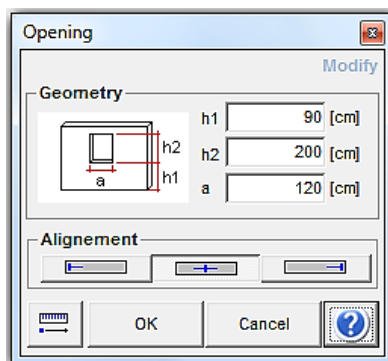 Opening
Modify
Geometry
h1 90 [cm]
h2 200 [cm]
a 120 [cm]
h2
h1
a
Alignement
OK Cancel ?